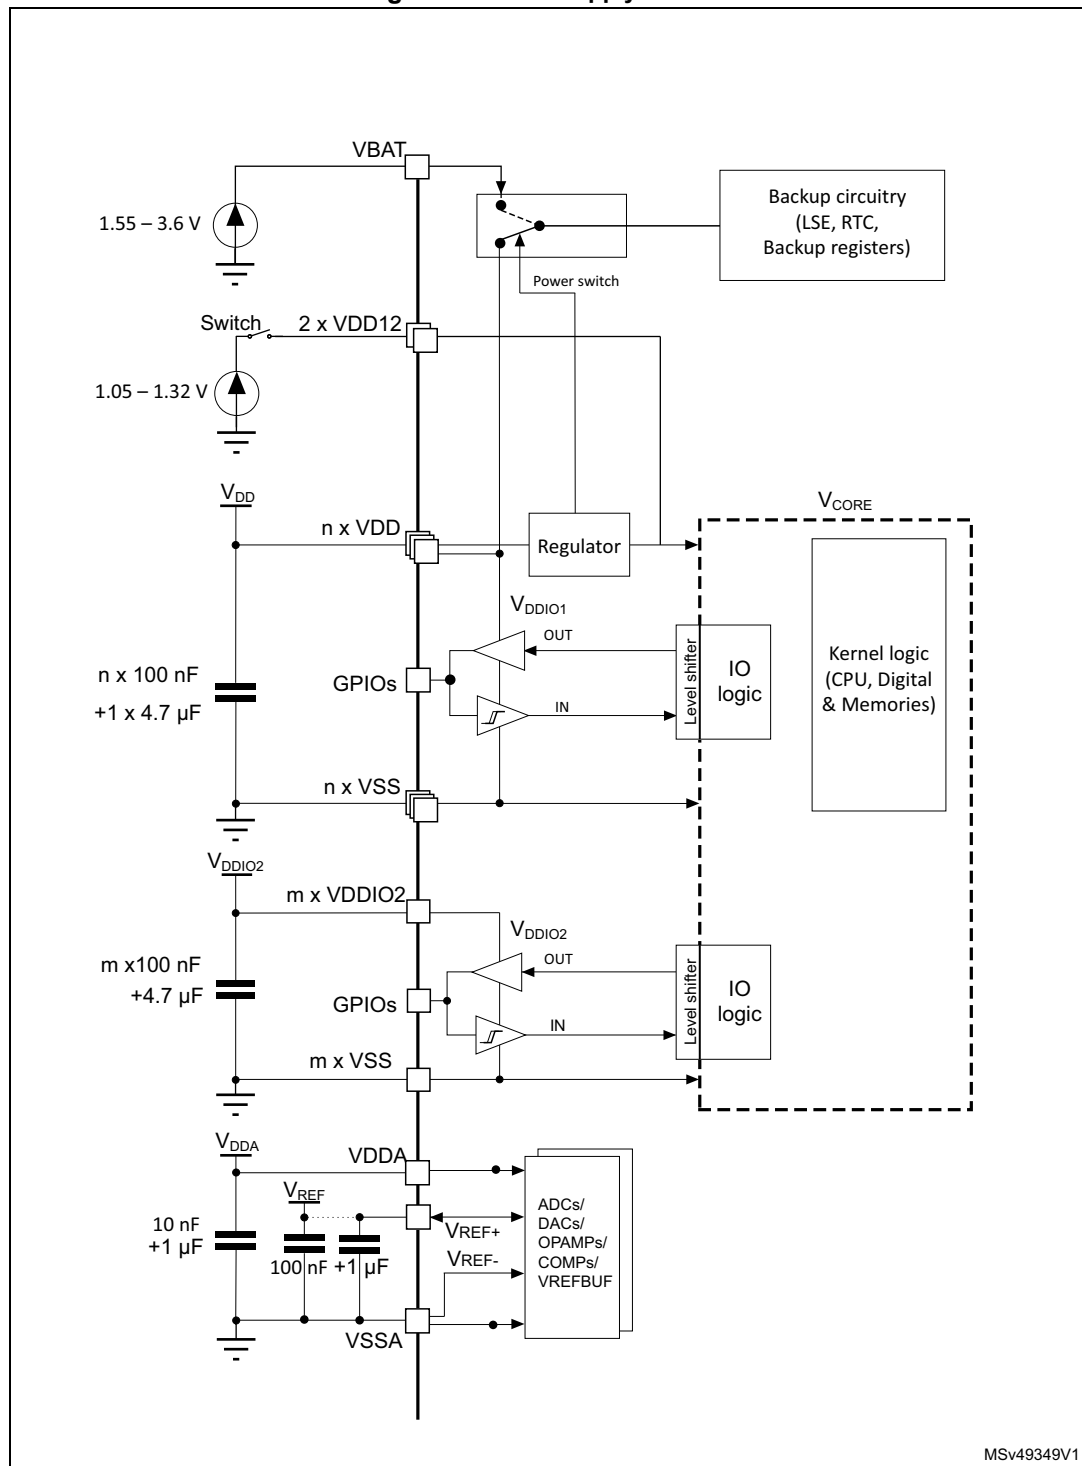 VBAT
1.55 – 3.6 V
Backup circuitry
(LSE, RTC,
Backup registers)
Power switch
Switch
2 x VDD12
1.05 – 1.32 V
VDD
n x VDD
Regulator
VCORE
VDDIO1
OUT
n x 100 nF
+1 x 4.7 µF
GPIOs
IN
Level shifter
IO
logic
Kernel logic
(CPU, Digital
& Memories)
n x VSS
VDDIO2
m x VDDIO2
VDDIO2
OUT
m x100 nF
+4.7 µF
GPIOs
IN
Level shifter
IO
logic
m x VSS
VDDA
VDDA
VREF
10 nF
+1 µF
100 nF
+1 µF
VREF+
VREF-
ADCs/
DACs/
OPAMPs/
COMPs/
VREFBUF
VSSA
MSv49349V1